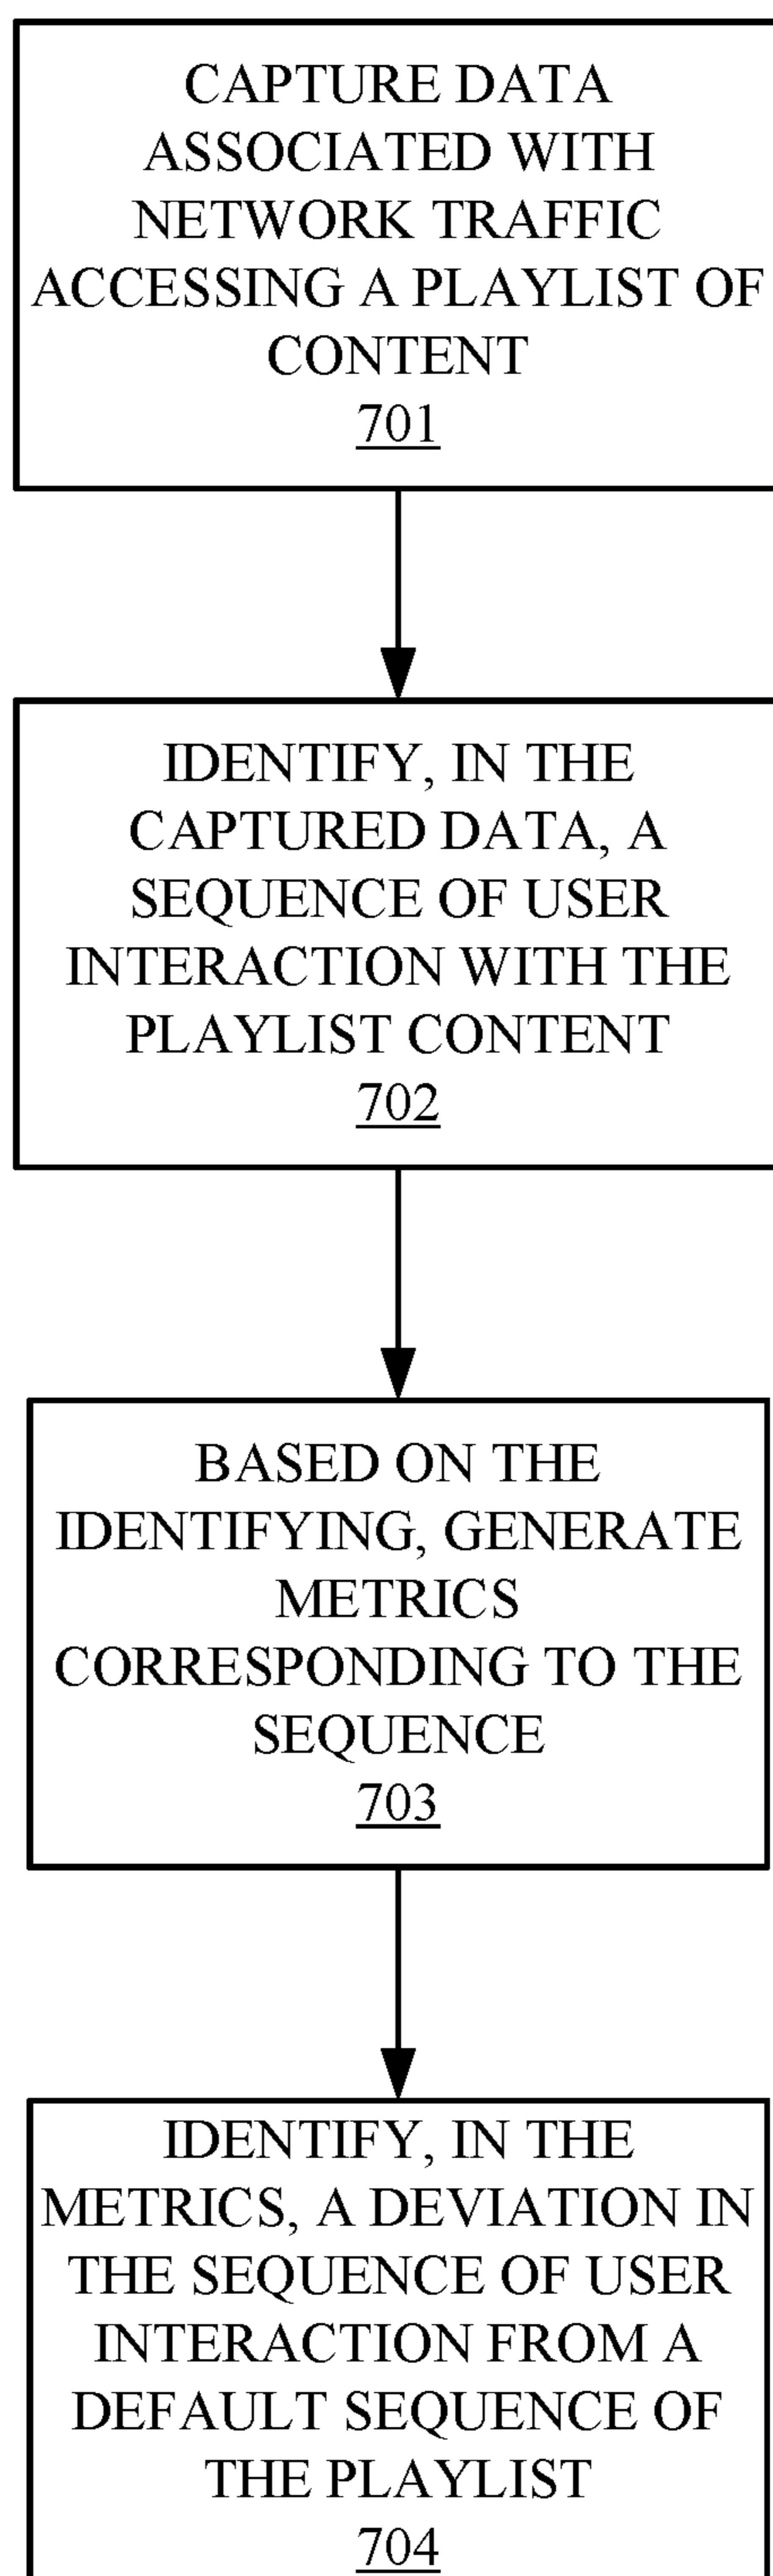 CAPTURE DATA
ASSOCIATED WITH
NETWORK TRAFFIC
ACCESSING A PLAYLIST OF
CONTENT
701
IDENTIFY, IN THE
CAPTURED DATA, A
SEQUENCE OF USER
INTERACTION WITH THE
PLAYLIST CONTENT
702
BASED ON THE
IDENTIFYING, GENERATE
METRICS
CORRESPONDING TO THE
SEQUENCE
703
IDENTIFY, IN THE
METRICS, A DEVIATION IN
THE SEQUENCE OF USER
INTERACTION FROM A
DEFAULT SEQUENCE OF
THE PLAYLIST
704